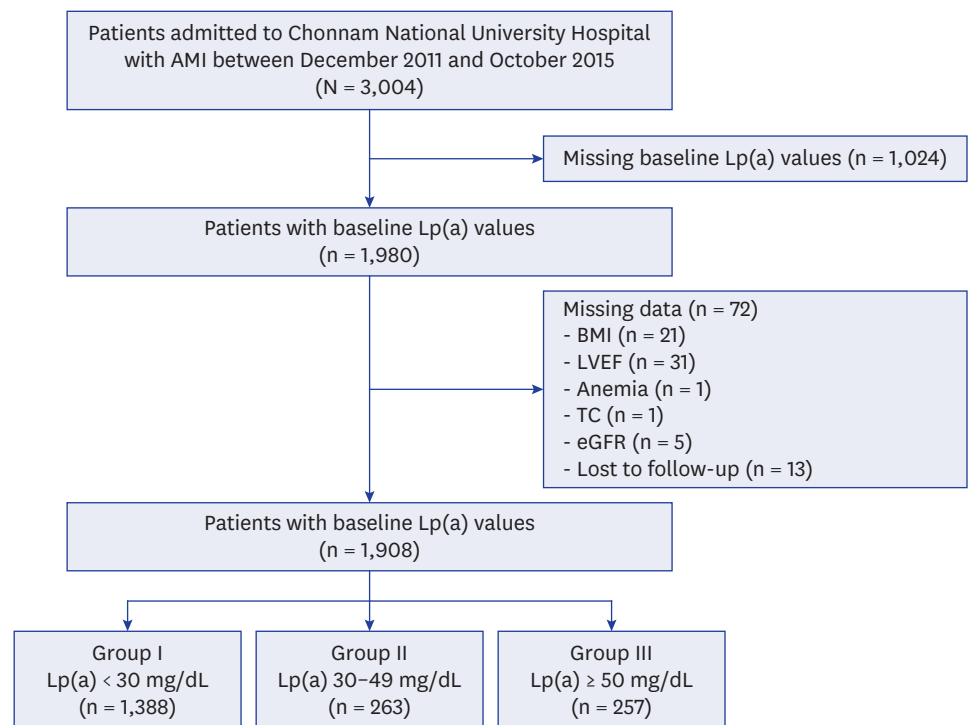 Patients admitted to Chonnam National University Hospital
with AMI between December 2011 and October 2015
(N = 3,004)
Missing baseline Lp(a) values (n = 1,024)
Patients with baseline Lp(a) values
(n = 1,980)
Missing data (n = 72)
- BMI (n = 21)
- LVEF (n = 31)
- Anemia (n = 1)
- TC (n = 1)
- eGFR (n = 5)
- Lost to follow-up (n = 13)
Patients with baseline Lp(a) values
(n = 1,908)
Group I
Lp(a) < 30 mg/dL
(n = 1,388)
Group II
Lp(a) 30–49 mg/dL
(n = 263)
Group III
Lp(a) ≥ 50 mg/dL
(n = 257)